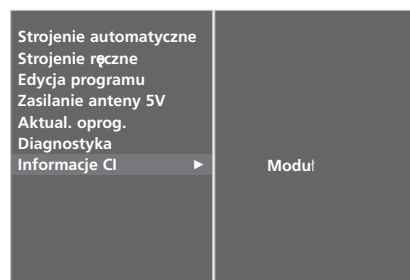 Strojenie automatyczne
Strojenie ręczne
Edycja programu
Zasilanie anteny 5V
Aktual. oprog.
Diagnostyka
Informacje CI ►
Moduł